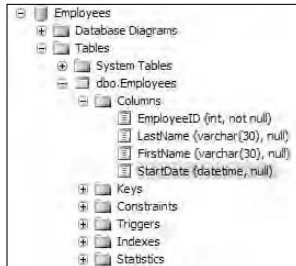 Employees
Database Diagrams
Tables
System Tables
dbo.Employees
Columns
EmployeeID (int, not null)
LastName (varchar(30), null)
FirstName (varchar(30), null)
StartDate (datetime, null)
Keys
Constraints
Triggers
Indexes
Statistics